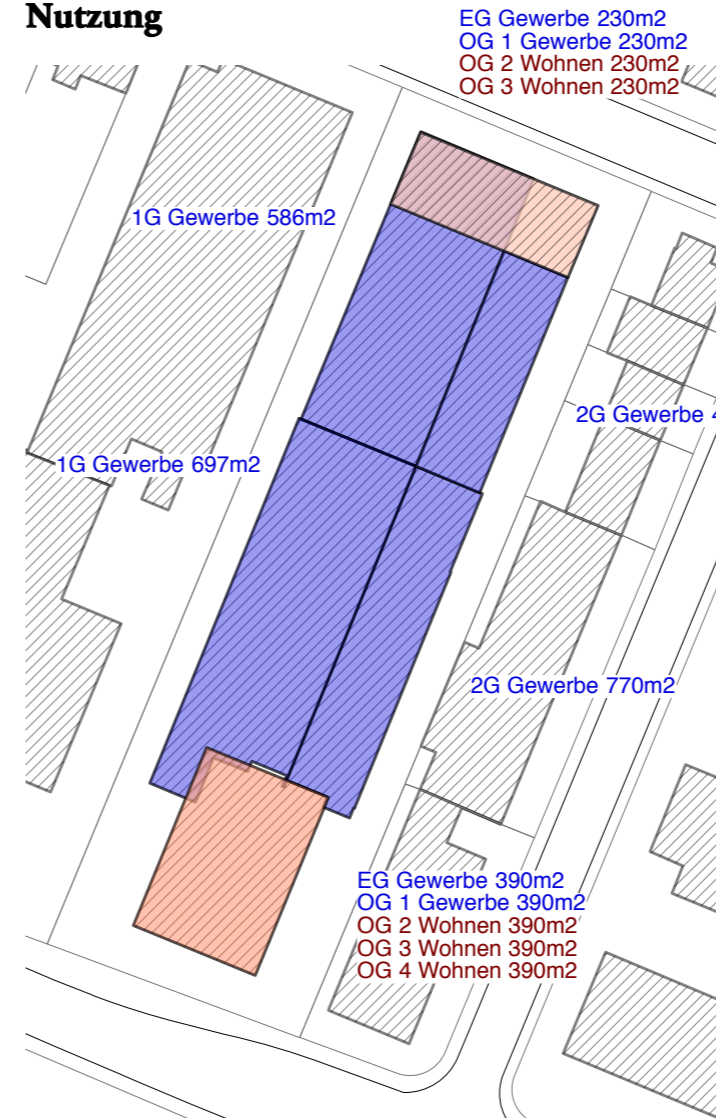 Nutzung
EG Gewerbe 230m2
OG 1 Gewerbe 230m2
OG 2 Wohnen 230m2
OG 3 Wohnen 230m2
1G Gewerbe 586m2
2G Gewerbe 4
1G Gewerbe 697m2
2G Gewerbe 770m2
EG Gewerbe 390m2
OG 1 Gewerbe 390m2
OG 2 Wohnen 390m2
OG 3 Wohnen 390m2
OG 4 Wohnen 390m2